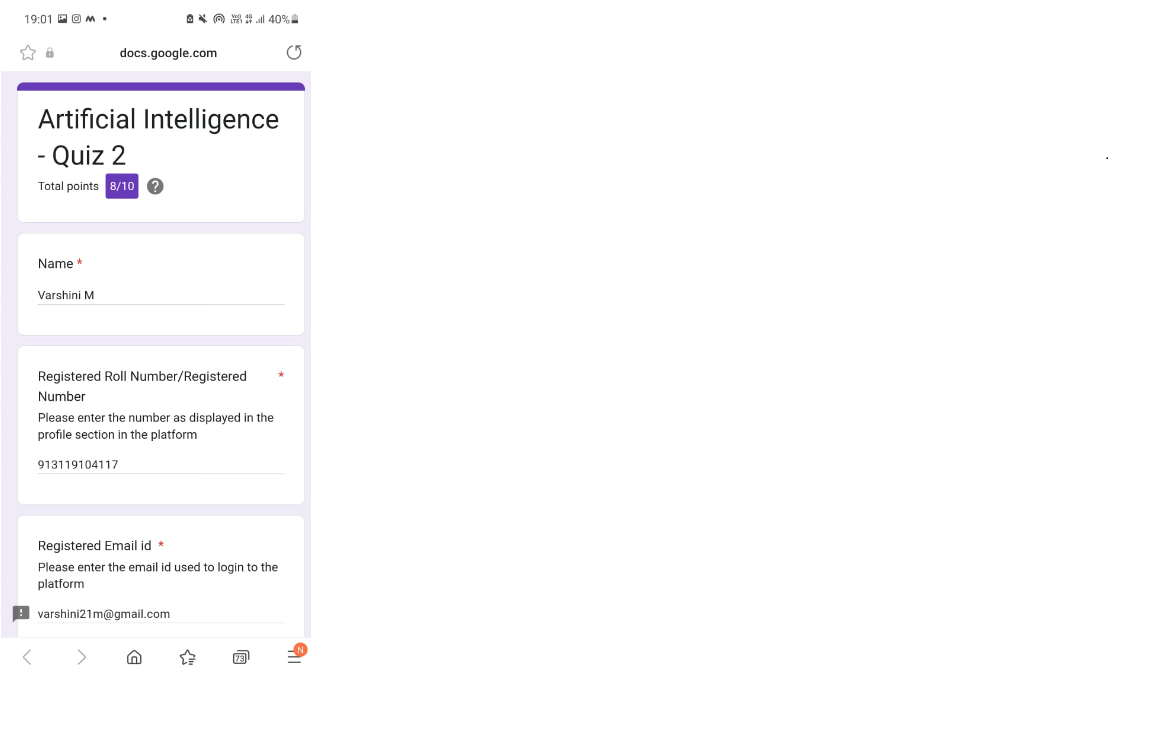 19:01 40%
docs.google.com
Artificial Intelligence
- Quiz 2
Total points 8/10 ?
Name *
Varshini M
Registered Roll Number/Registered *
Number
Please enter the number as displayed in the
profile section in the platform
913119104117
Registered Email id *
Please enter the email id used to login to the
platform
! varshini21m@gmail.com
73 N